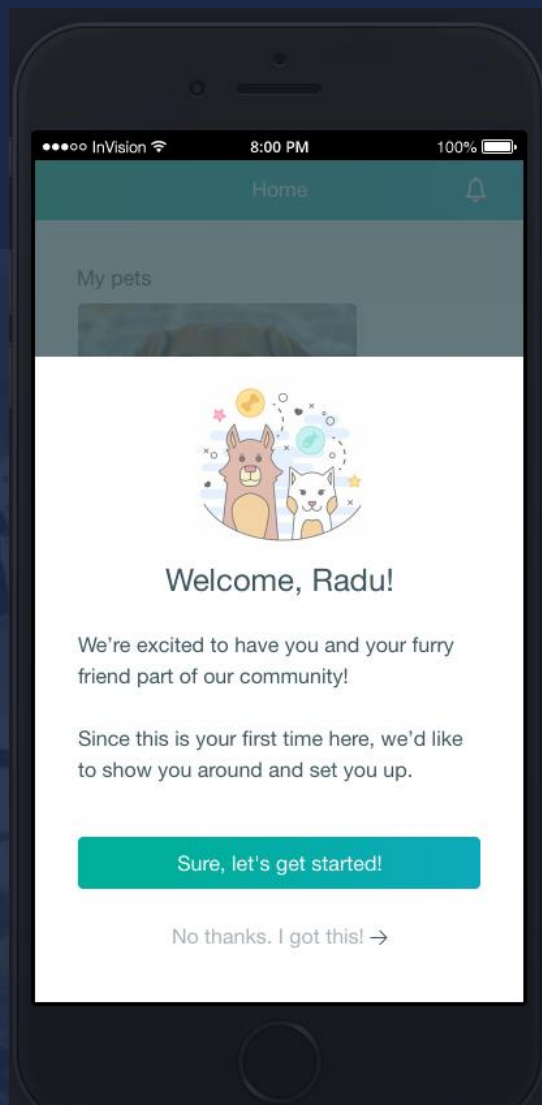 InVision 8:00 PM 100%
Home
My pets
Welcome, Radu!
We’re excited to have you and your furry
friend part of our community!
Since this is your first time here, we’d like
to show you around and set you up.
Sure, let's get started!
No thanks. I got this! →